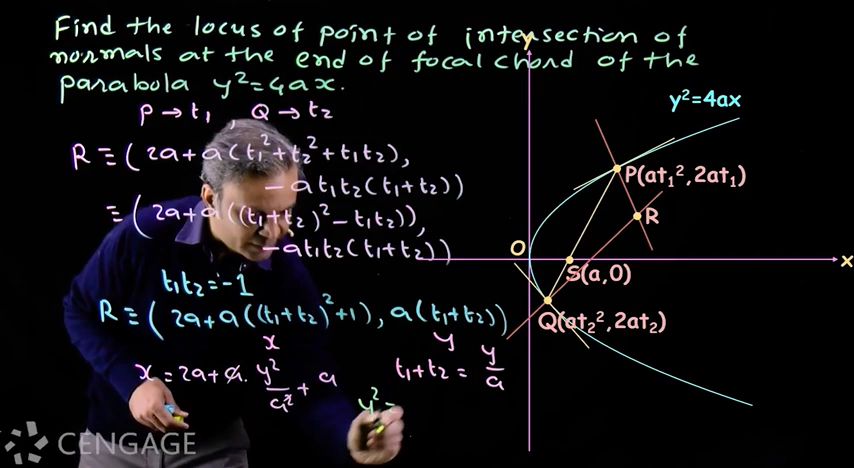 Find the locus of point of intersection of
normals at the end of focal chord of the
parabola y²=4ax.
P → t₁ , Q → t₂
R ≡ (2a+a(t₁²+t₂²+t₁t₂),
-at₁t₂(t₁+t₂))
≡ (2a+a((t₁+t₂)²-t₁t₂)),
-at₁t₂(t₁+t₂))
t₁t₂=-1
R ≡ (2a+a((t₁+t₂)²+1), a(t₁+t₂))
x y
x = 2a+a·y²/a²+a
t₁+t₂ = y/a
y² =
CENGAGE
y
y²=4ax
P(at₁²,2at₁)
R
O
x
S(a,0)
Q(at₂²,2at₂)